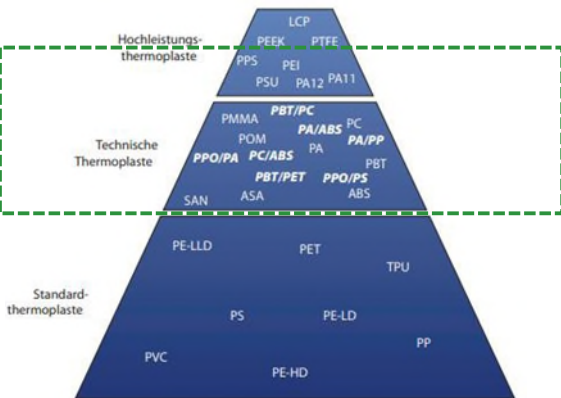 LCP
Hochleistungs-
thermoplaste
PEEK PTFE
PPS PEI
PSU PA12 PA11
PBT/PC
PMMA PA/ABS PC
POM PA/PP
Technische
Thermoplaste
PPO/PA PC/ABS PA PBT
PBT/PET PPO/PS
SAN ASA ABS
PE-LLD PET
TPU
Standard-
thermoplaste
PS PE-LD
PP
PVC
PE-HD